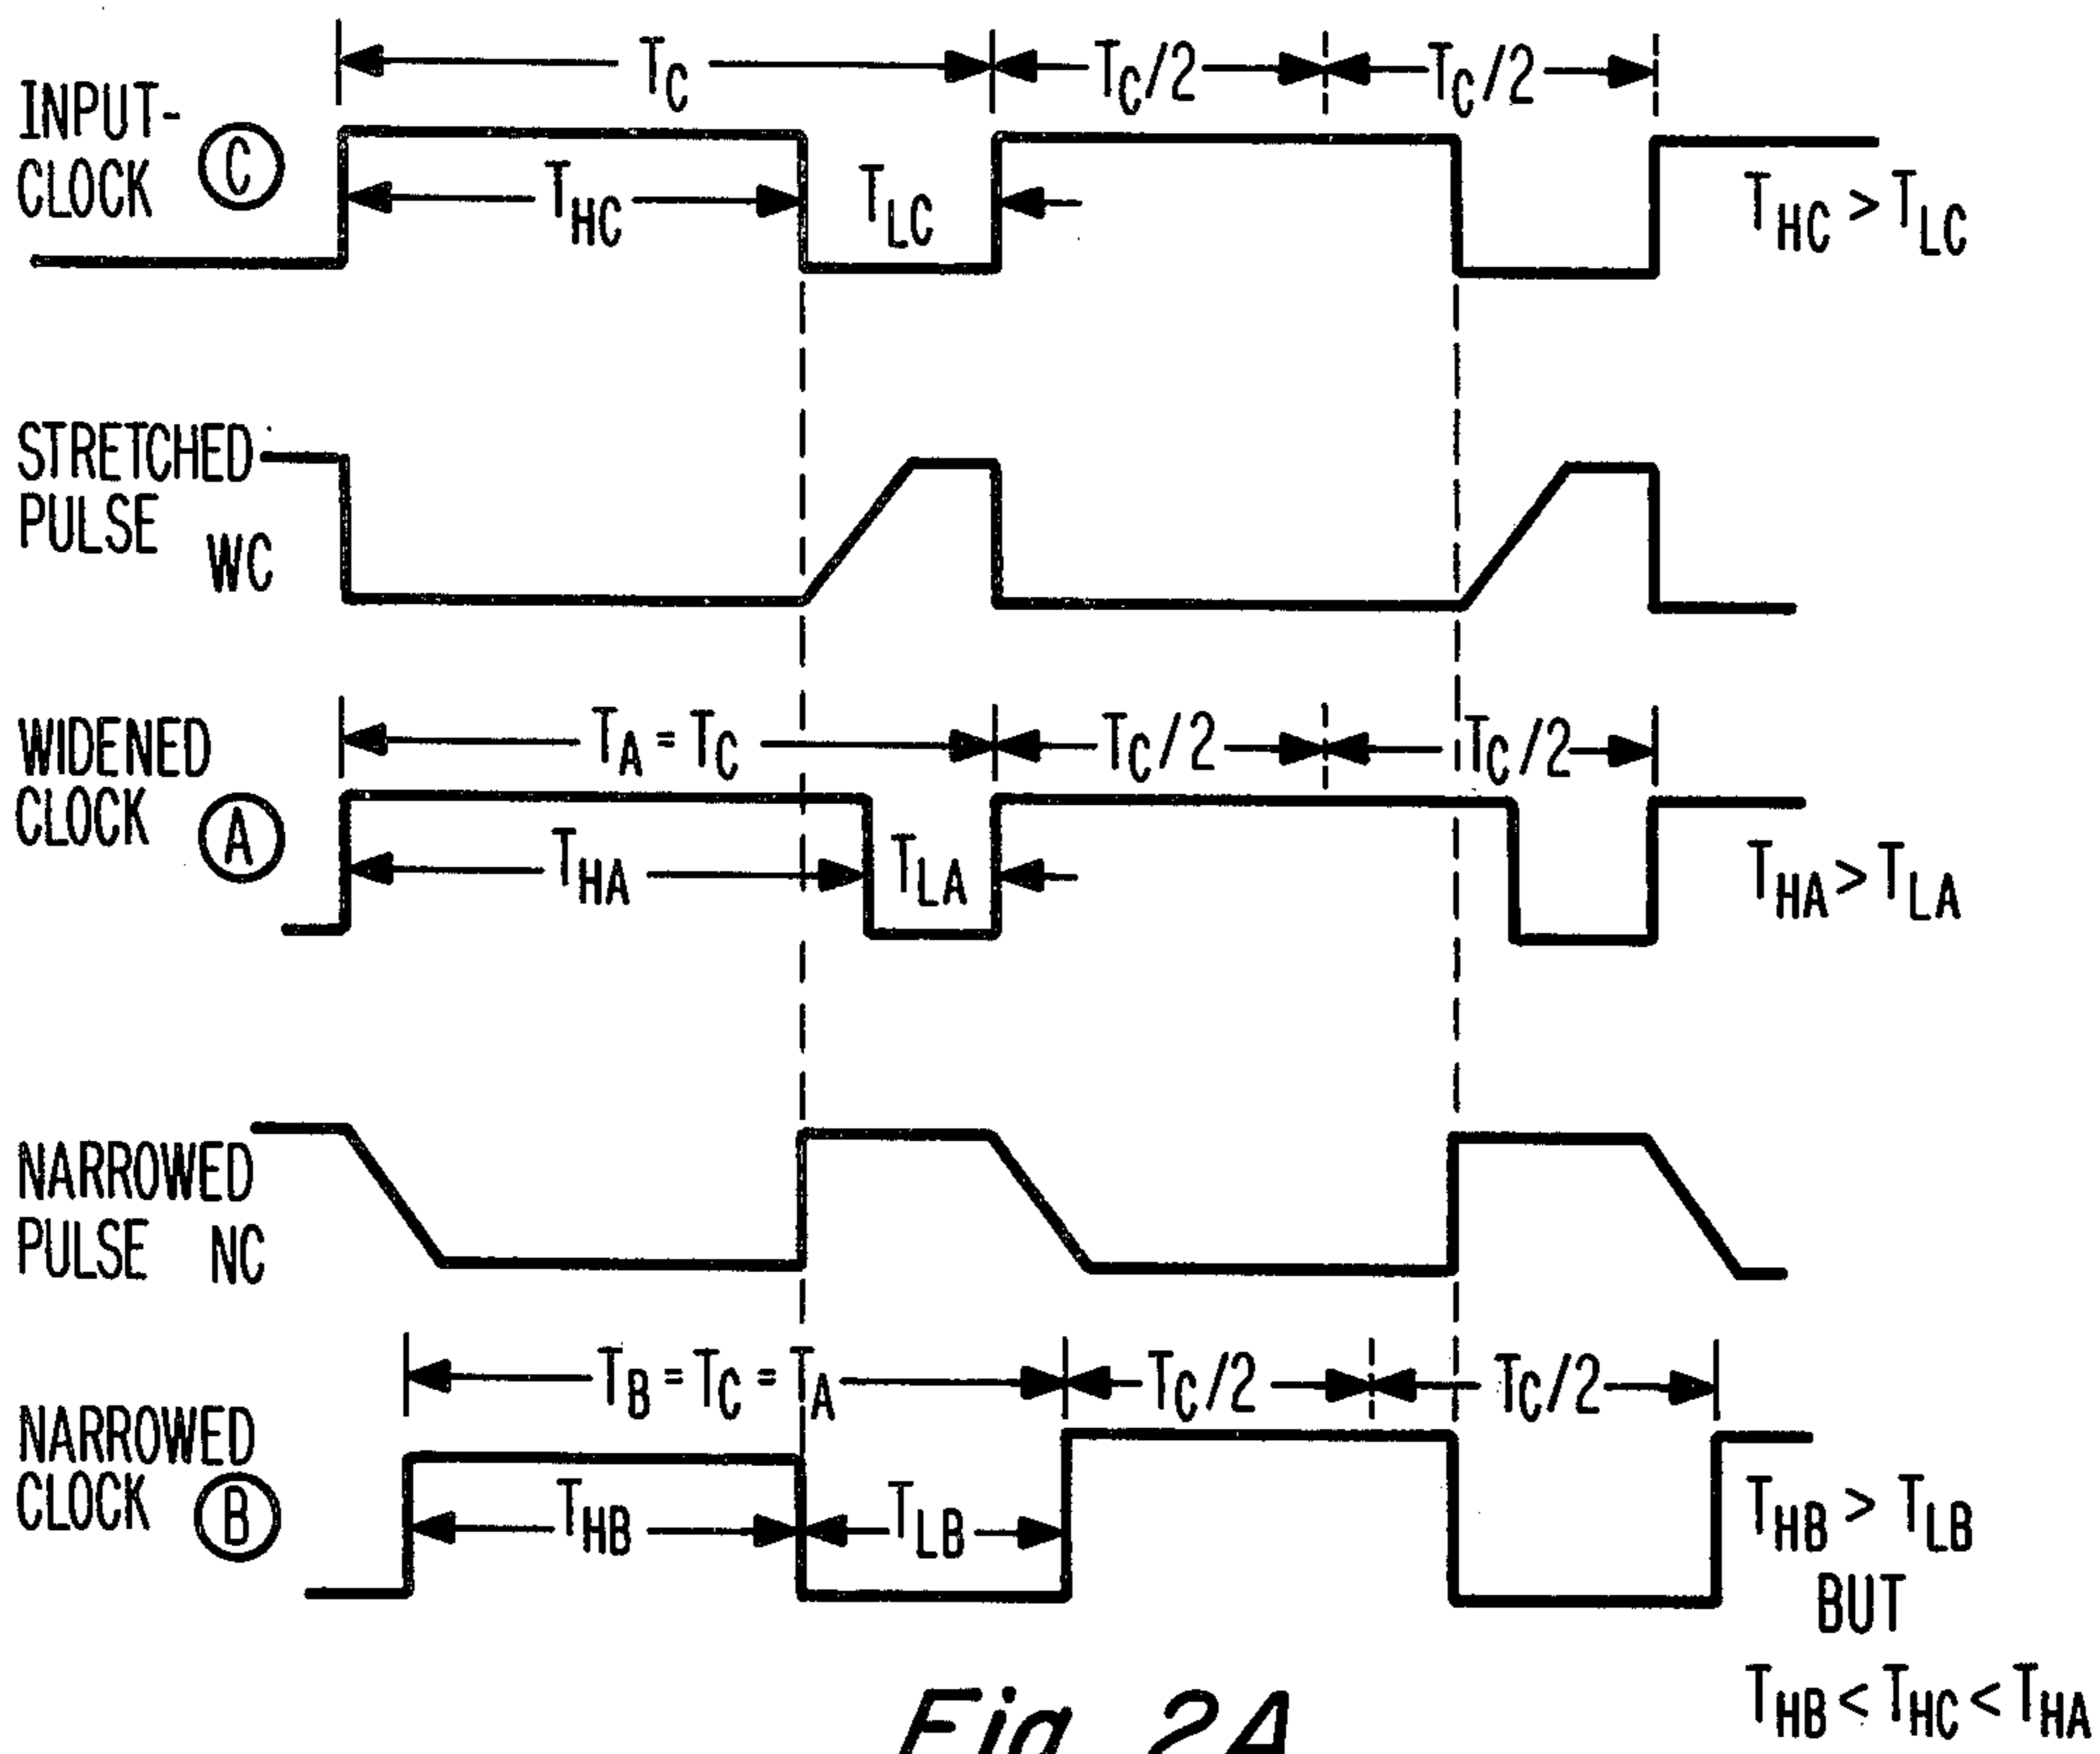 T_C T_C/2 T_C/2
INPUT-
CLOCK C
T_HC T_LC T_HC > T_LC
STRETCHED
PULSE WC
T_A = T_C T_C/2 T_C/2
WIDENED
CLOCK A
T_HA T_LA T_HA > T_LA
NARROWED
PULSE NC
T_B = T_C = T_A T_C/2 T_C/2
NARROWED
CLOCK B
T_HB T_LB T_HB > T_LB
BUT
T_HB < T_HC < T_HA
Fig. 2A